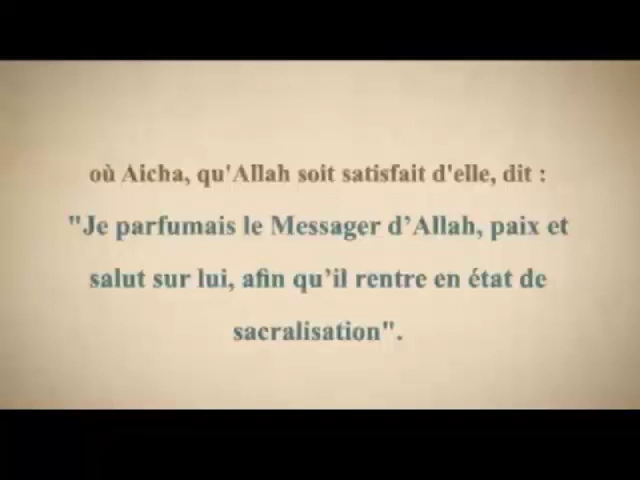 où Aicha, qu'Allah soit satisfait d'elle, dit :
"Je parfumais le Messager d’Allah, paix et
salut sur lui, afin qu’il rentre en état de
sacralisation".